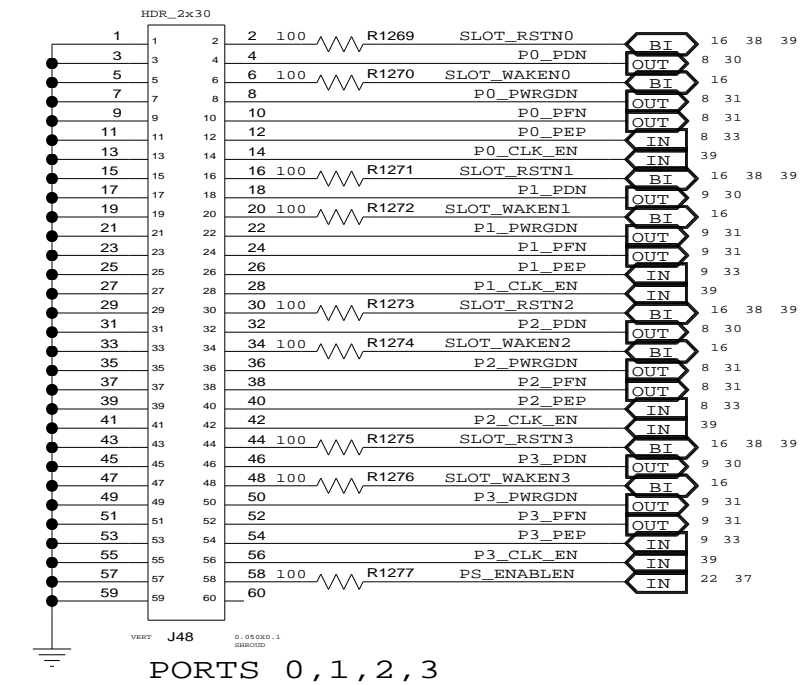 HDR_2x30
1 1 2 2 100 R1269 SLOT_RSTN0 BI 16 38 39
3 3 4 4 P0_PDN OUT 8 30
5 5 6 6 100 R1270 SLOT_WAKEN0 BI 16
7 7 8 8 P0_PWRGDN OUT 8 31
9 9 10 10 P0_PFN OUT 8 31
11 11 12 12 P0_PEP IN 8 33
13 13 14 14 P0_CLK_EN IN 39
15 15 16 16 100 R1271 SLOT_RSTN1 BI 16 38 39
17 17 18 18 P1_PDN OUT 9 30
19 19 20 20 100 R1272 SLOT_WAKEN1 BI 16
21 21 22 22 P1_PWRGDN OUT 9 31
23 23 24 24 P1_PFN OUT 9 31
25 25 26 26 P1_PEP IN 9 33
27 27 28 28 P1_CLK_EN IN 39
29 29 30 30 100 R1273 SLOT_RSTN2 BI 16 38 39
31 31 32 32 P2_PDN OUT 8 30
33 33 34 34 100 R1274 SLOT_WAKEN2 BI 16
35 35 36 36 P2_PWRGDN OUT 8 31
37 37 38 38 P2_PFN OUT 8 31
39 39 40 40 P2_PEP IN 8 33
41 41 42 42 P2_CLK_EN IN 39
43 43 44 44 100 R1275 SLOT_RSTN3 BI 16 38 39
45 45 46 46 P3_PDN OUT 9 30
47 47 48 48 100 R1276 SLOT_WAKEN3 BI 16
49 49 50 50 P3_PWRGDN OUT 9 31
51 51 52 52 P3_PFN OUT 9 31
53 53 54 54 P3_PEP IN 9 33
55 55 56 56 P3_CLK_EN IN 39
57 57 58 58 100 R1277 PS_ENABLEN IN 22 37
59 59 60 60
VERT J48 0.050X0.1
SHROUD
PORTS 0,1,2,3